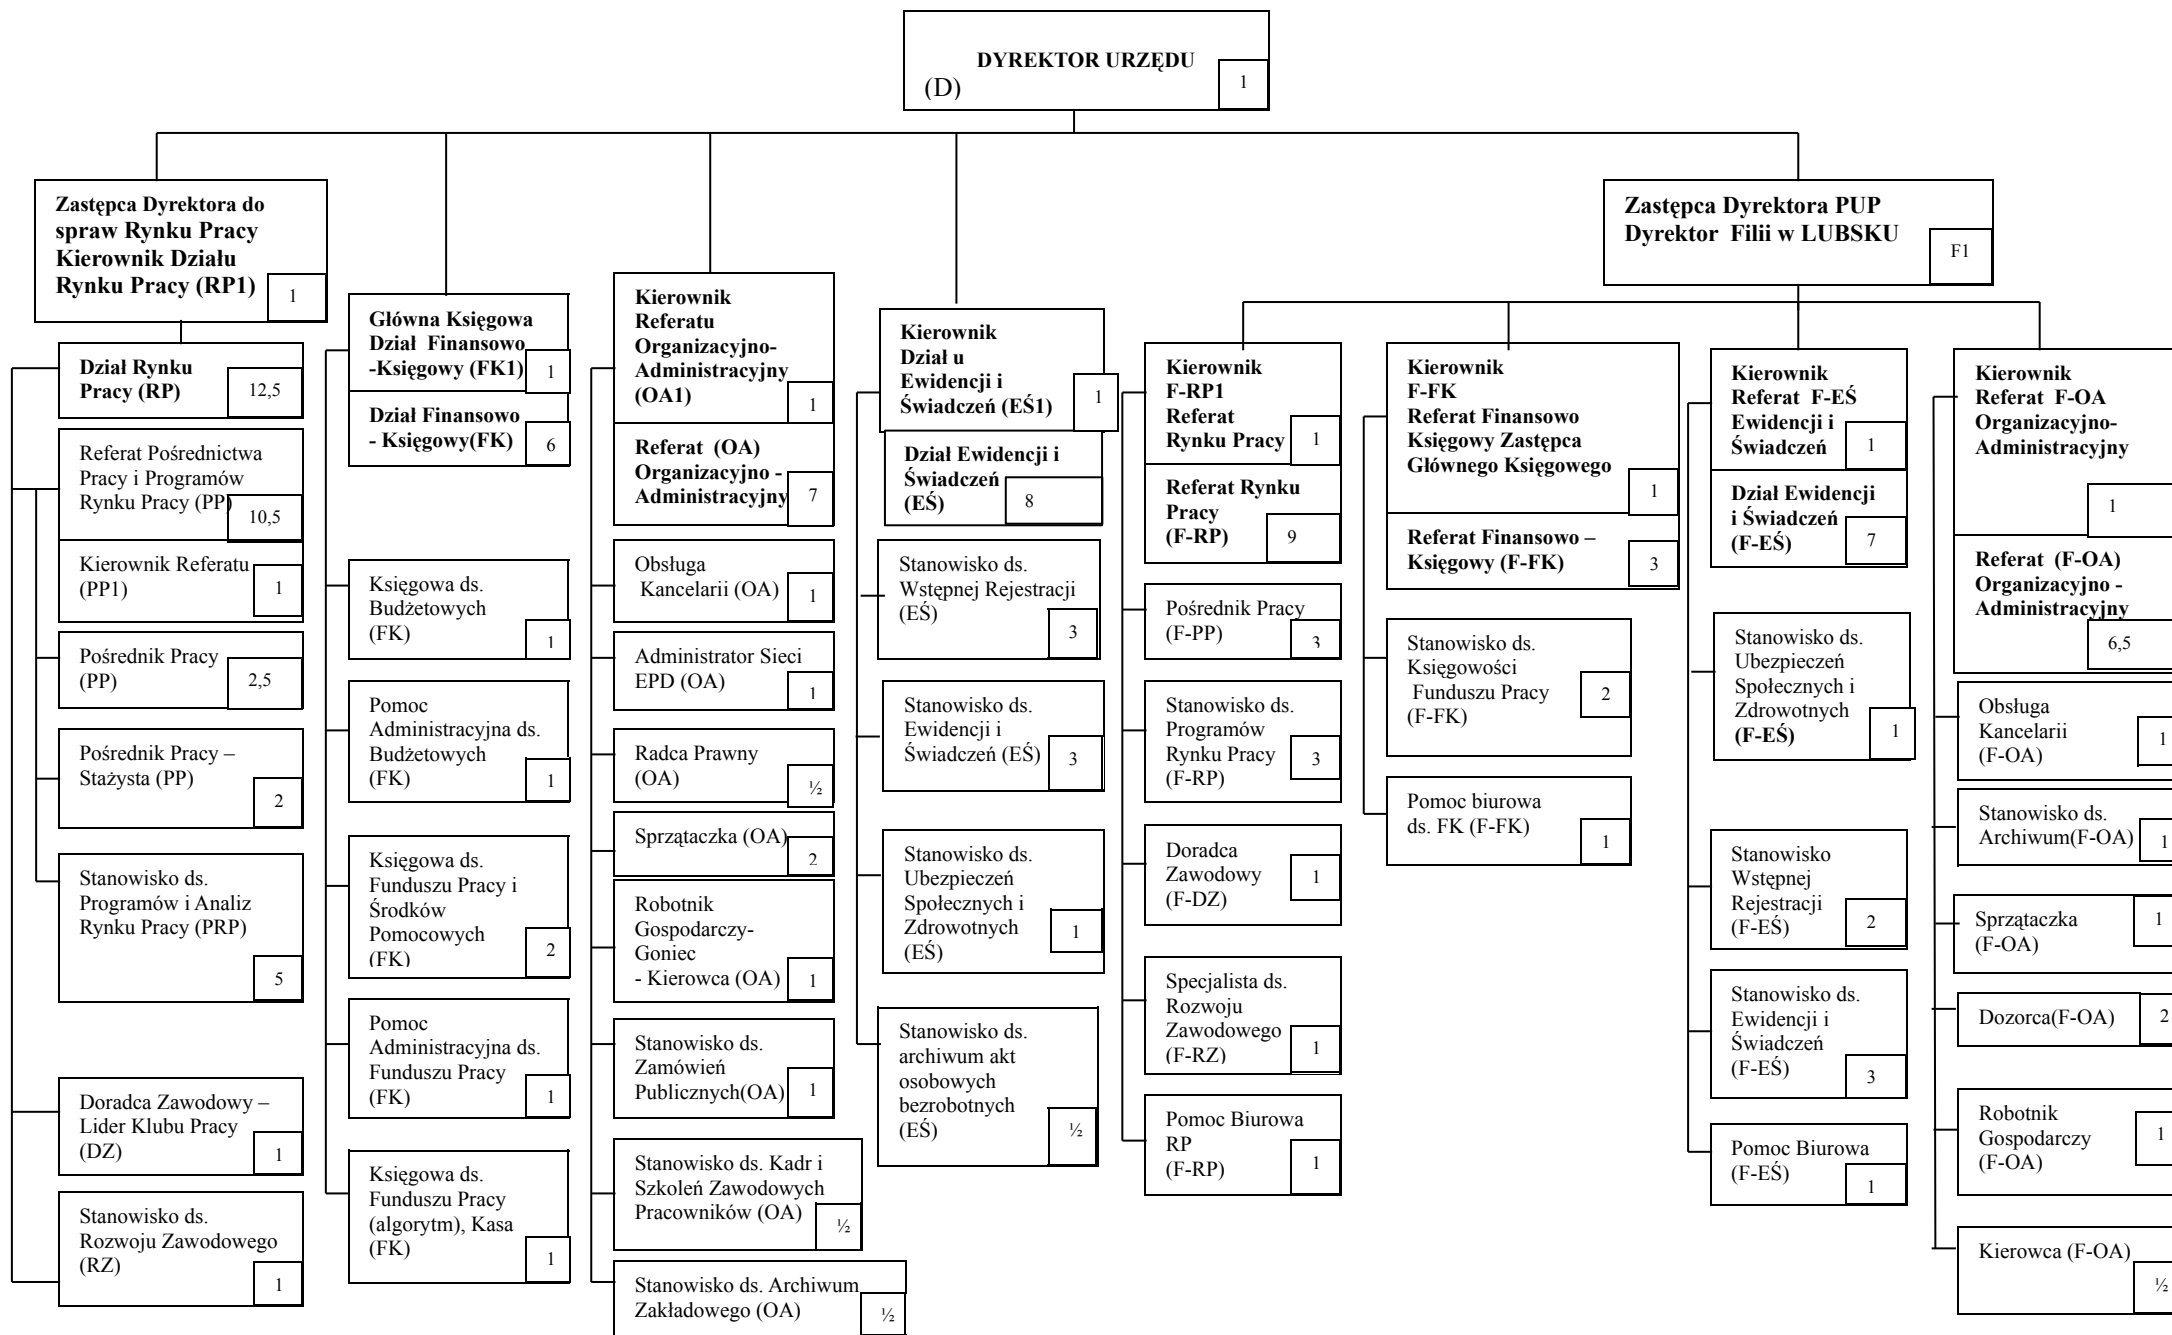 DYREKTOR URZĘDU
(D)
1
Zastępca Dyrektora do
spraw Rynku Pracy
Kierownik Działu
Rynku Pracy (RP1)
1
Dział Rynku
Pracy (RP)
12,5
Referat Pośrednictwa
Pracy i Programów
Rynku Pracy (PP)
10,5
Kierownik Referatu
(PP1)
1
Pośrednik Pracy
(PP)
2,5
Pośrednik Pracy –
Stażysta (PP)
2
Stanowisko ds.
Programów i Analiz
Rynku Pracy (PRP)
5
Doradca Zawodowy –
Lider Klubu Pracy
(DZ)
1
Stanowisko ds.
Rozwoju Zawodowego
(RZ)
1
Główna Księgowa
Dział Finansowo
-Księgowy (FK1)
1
Dział Finansowo
- Księgowy(FK)
6
Księgowa ds.
Budżetowych
(FK)
1
Pomoc
Administracyjna ds.
Budżetowych
(FK)
1
Księgowa ds.
Funduszu Pracy i
Środków
Pomocowych
(FK)
2
Pomoc
Administracyjna ds.
Funduszu Pracy
(FK)
1
Księgowa ds.
Funduszu Pracy
(algorytm), Kasa
(FK)
1
Kierownik
Referatu
Organizacyjno-
Administracyjny
(OA1)
1
Referat (OA)
Organizacyjno -
Administracyjny
7
Obsługa
Kancelarii (OA)
1
Administrator Sieci
EPD (OA)
1
Radca Prawny
(OA)
½
Sprzątaczka (OA)
2
Robotnik
Gospodarczy-
Goniec
- Kierowca (OA)
1
Stanowisko ds.
Zamówień
Publicznych(OA)
1
Stanowisko ds. Kadr i
Szkoleń Zawodowych
Pracowników (OA)
½
Stanowisko ds. Archiwum
Zakładowego (OA)
½
Kierownik
Dział u
Ewidencji i
Świadczeń (EŚ1)
1
Dział Ewidencji i
Świadczeń
(EŚ)
8
Stanowisko ds.
Wstępnej Rejestracji
(EŚ)
3
Stanowisko ds.
Ewidencji i
Świadczeń (EŚ)
3
Stanowisko ds.
Ubezpieczeń
Społecznych i
Zdrowotnych
(EŚ)
1
Stanowisko ds.
archiwum akt
osobowych
bezrobotnych
(EŚ)
½
Zastępca Dyrektora PUP
Dyrektor Filii w LUBSKU
F1
Kierownik
F-RP1
Referat
Rynku Pracy
1
Referat Rynku
Pracy
(F-RP)
9
Pośrednik Pracy
(F-PP)
3
Stanowisko ds.
Programów
Rynku Pracy
(F-RP)
3
Doradca
Zawodowy
(F-DZ)
1
Specjalista ds.
Rozwoju
Zawodowego
(F-RZ)
1
Pomoc Biurowa
RP
(F-RP)
1
Kierownik
F-FK
Referat Finansowo
Księgowy Zastępca
Głównego Księgowego
1
Referat Finansowo –
Księgowy (F-FK)
3
Stanowisko ds.
Księgowości
Funduszu Pracy
(F-FK)
2
Pomoc biurowa
ds. FK (F-FK)
1
Kierownik
Referat F-EŚ
Ewidencji i
Świadczeń
1
Dział Ewidencji
i Świadczeń
(F-EŚ)
7
Stanowisko ds.
Ubezpieczeń
Społecznych i
Zdrowotnych
(F-EŚ)
1
Stanowisko
Wstępnej
Rejestracji
(F-EŚ)
2
Stanowisko ds.
Ewidencji i
Świadczeń
(F-EŚ)
3
Pomoc Biurowa
(F-EŚ)
1
Kierownik
Referat F-OA
Organizacyjno-
Administracyjny
1
Referat (F-OA)
Organizacyjno -
Administracyjny
6,5
Obsługa
Kancelarii
(F-OA)
1
Stanowisko ds.
Archiwum(F-OA)
1
Sprzątaczka
(F-OA)
1
Dozorca(F-OA)
2
Robotnik
Gospodarczy
(F-OA)
1
Kierowca (F-OA)
½